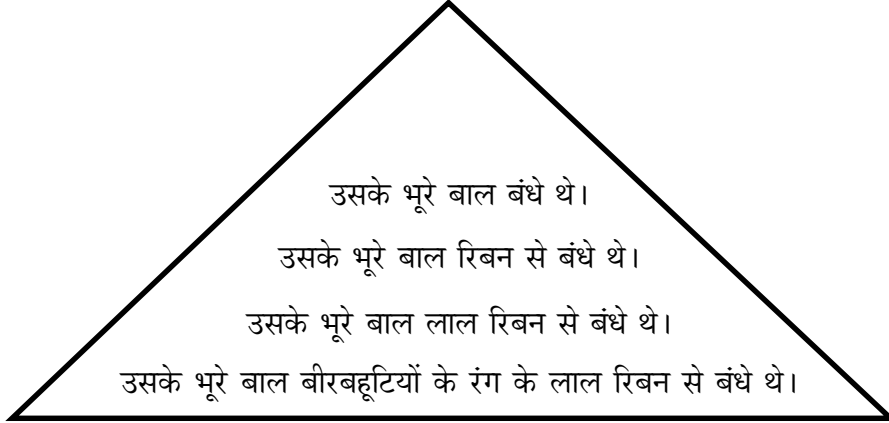 उसके भूरे बाल बंधे थे।
उसके भूरे बाल रिबन से बंधे थे।
उसके भूरे बाल लाल रिबन से बंधे थे।
उसके भूरे बाल बीरबहूटियों के रंग के लाल रिबन से बंधे थे।